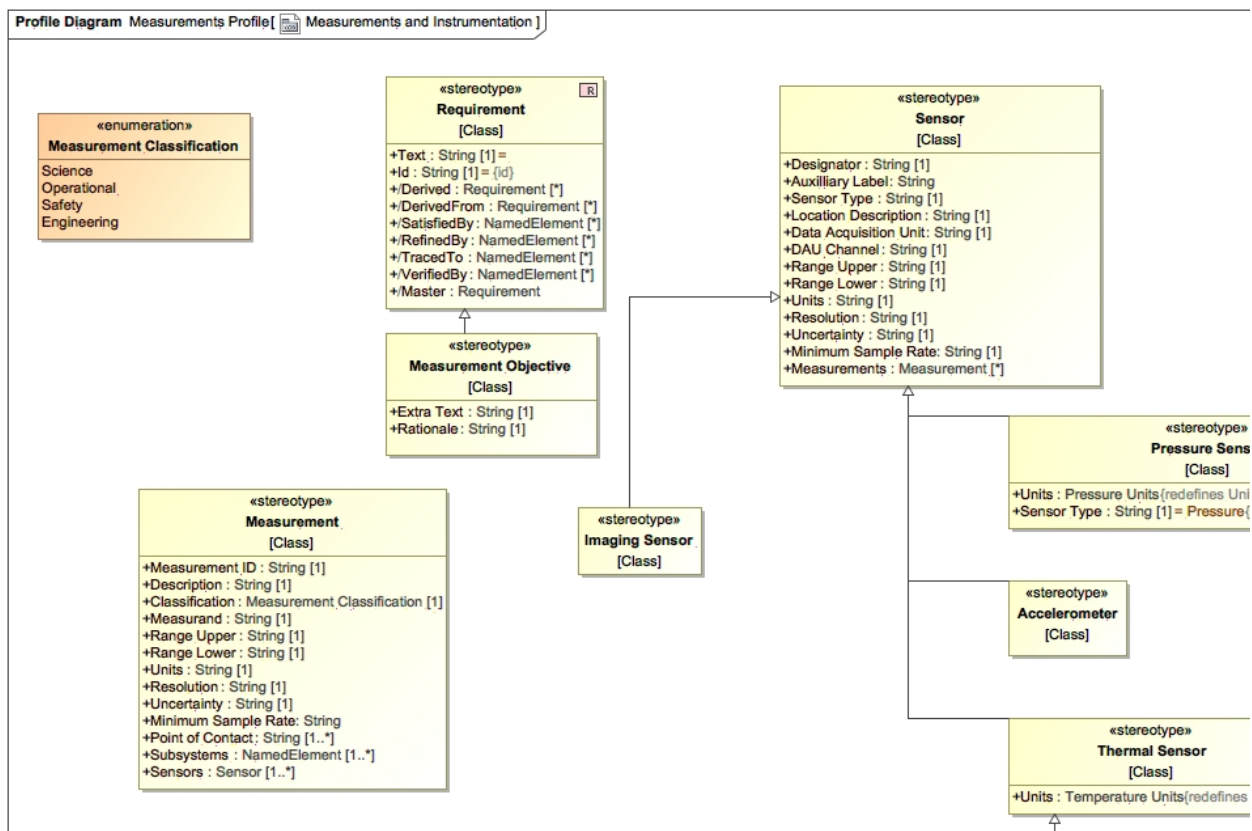 Profile Diagram Measurements Profile[ Measurements and Instrumentation ]
«enumeration»
Measurement Classification
Science
Operational
Safety
Engineering
«stereotype»
R
Requirement
[Class]
+Text : String [1] =
+Id : String [1] = {id}
+/Derived : Requirement [*]
+/DerivedFrom : Requirement [*]
+/SatisfiedBy : NamedElement [*]
+/RefinedBy : NamedElement [*]
+/TracedTo : NamedElement [*]
+/VerifiedBy : NamedElement [*]
+/Master : Requirement
«stereotype»
Measurement Objective
[Class]
+Extra Text : String [1]
+Rationale : String [1]
«stereotype»
Measurement
[Class]
+Measurement ID : String [1]
+Description : String [1]
+Classification : Measurement Classification [1]
+Measurand : String [1]
+Range Upper : String [1]
+Range Lower : String [1]
+Units : String [1]
+Resolution : String [1]
+Uncertainty : String [1]
+Minimum Sample Rate: String
+Point of Contact : String [1..*]
+Subsystems : NamedElement [1..*]
+Sensors : Sensor [1..*]
«stereotype»
Sensor
[Class]
+Designator : String [1]
+Auxilliary Label: String
+Sensor Type : String [1]
+Location Description : String [1]
+Data Acquisition Unit: String [1]
+DAU Channel : String [1]
+Range Upper : String [1]
+Range Lower : String [1]
+Units : String [1]
+Resolution : String [1]
+Uncertainty : String [1]
+Minimum Sample Rate: String [1]
+Measurements : Measurement [*]
«stereotype»
Imaging Sensor
[Class]
«stereotype»
Pressure Sens
[Class]
+Units : Pressure Units{redefines Uni
+Sensor Type : String [1] = Pressure{
«stereotype»
Accelerometer
[Class]
«stereotype»
Thermal Sensor
[Class]
+Units : Temperature Units{redefines